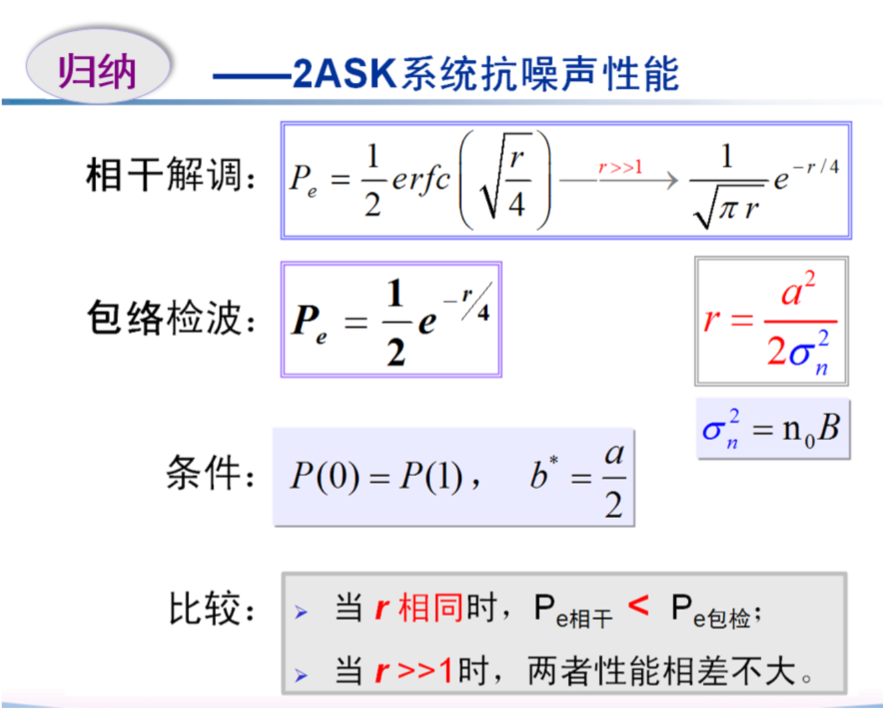 归纳 ——2ASK系统抗噪声性能
相干解调: P_e = \frac{1}{2} erfc\left(\sqrt{\frac{r}{4}}\right) \xrightarrow{r>>1} \frac{1}{\sqrt{\pi r}} e^{-r/4}
包络检波: P_e = \frac{1}{2} e^{-r/4}
r = \frac{a^2}{2\sigma_n^2}
\sigma_n^2 = n_0 B
条件: P(0) = P(1), b^* = \frac{a}{2}
比较: ➢ 当 r 相同时,P_{e相干} < P_{e包检};
➢ 当 r >>1时,两者性能相差不大。